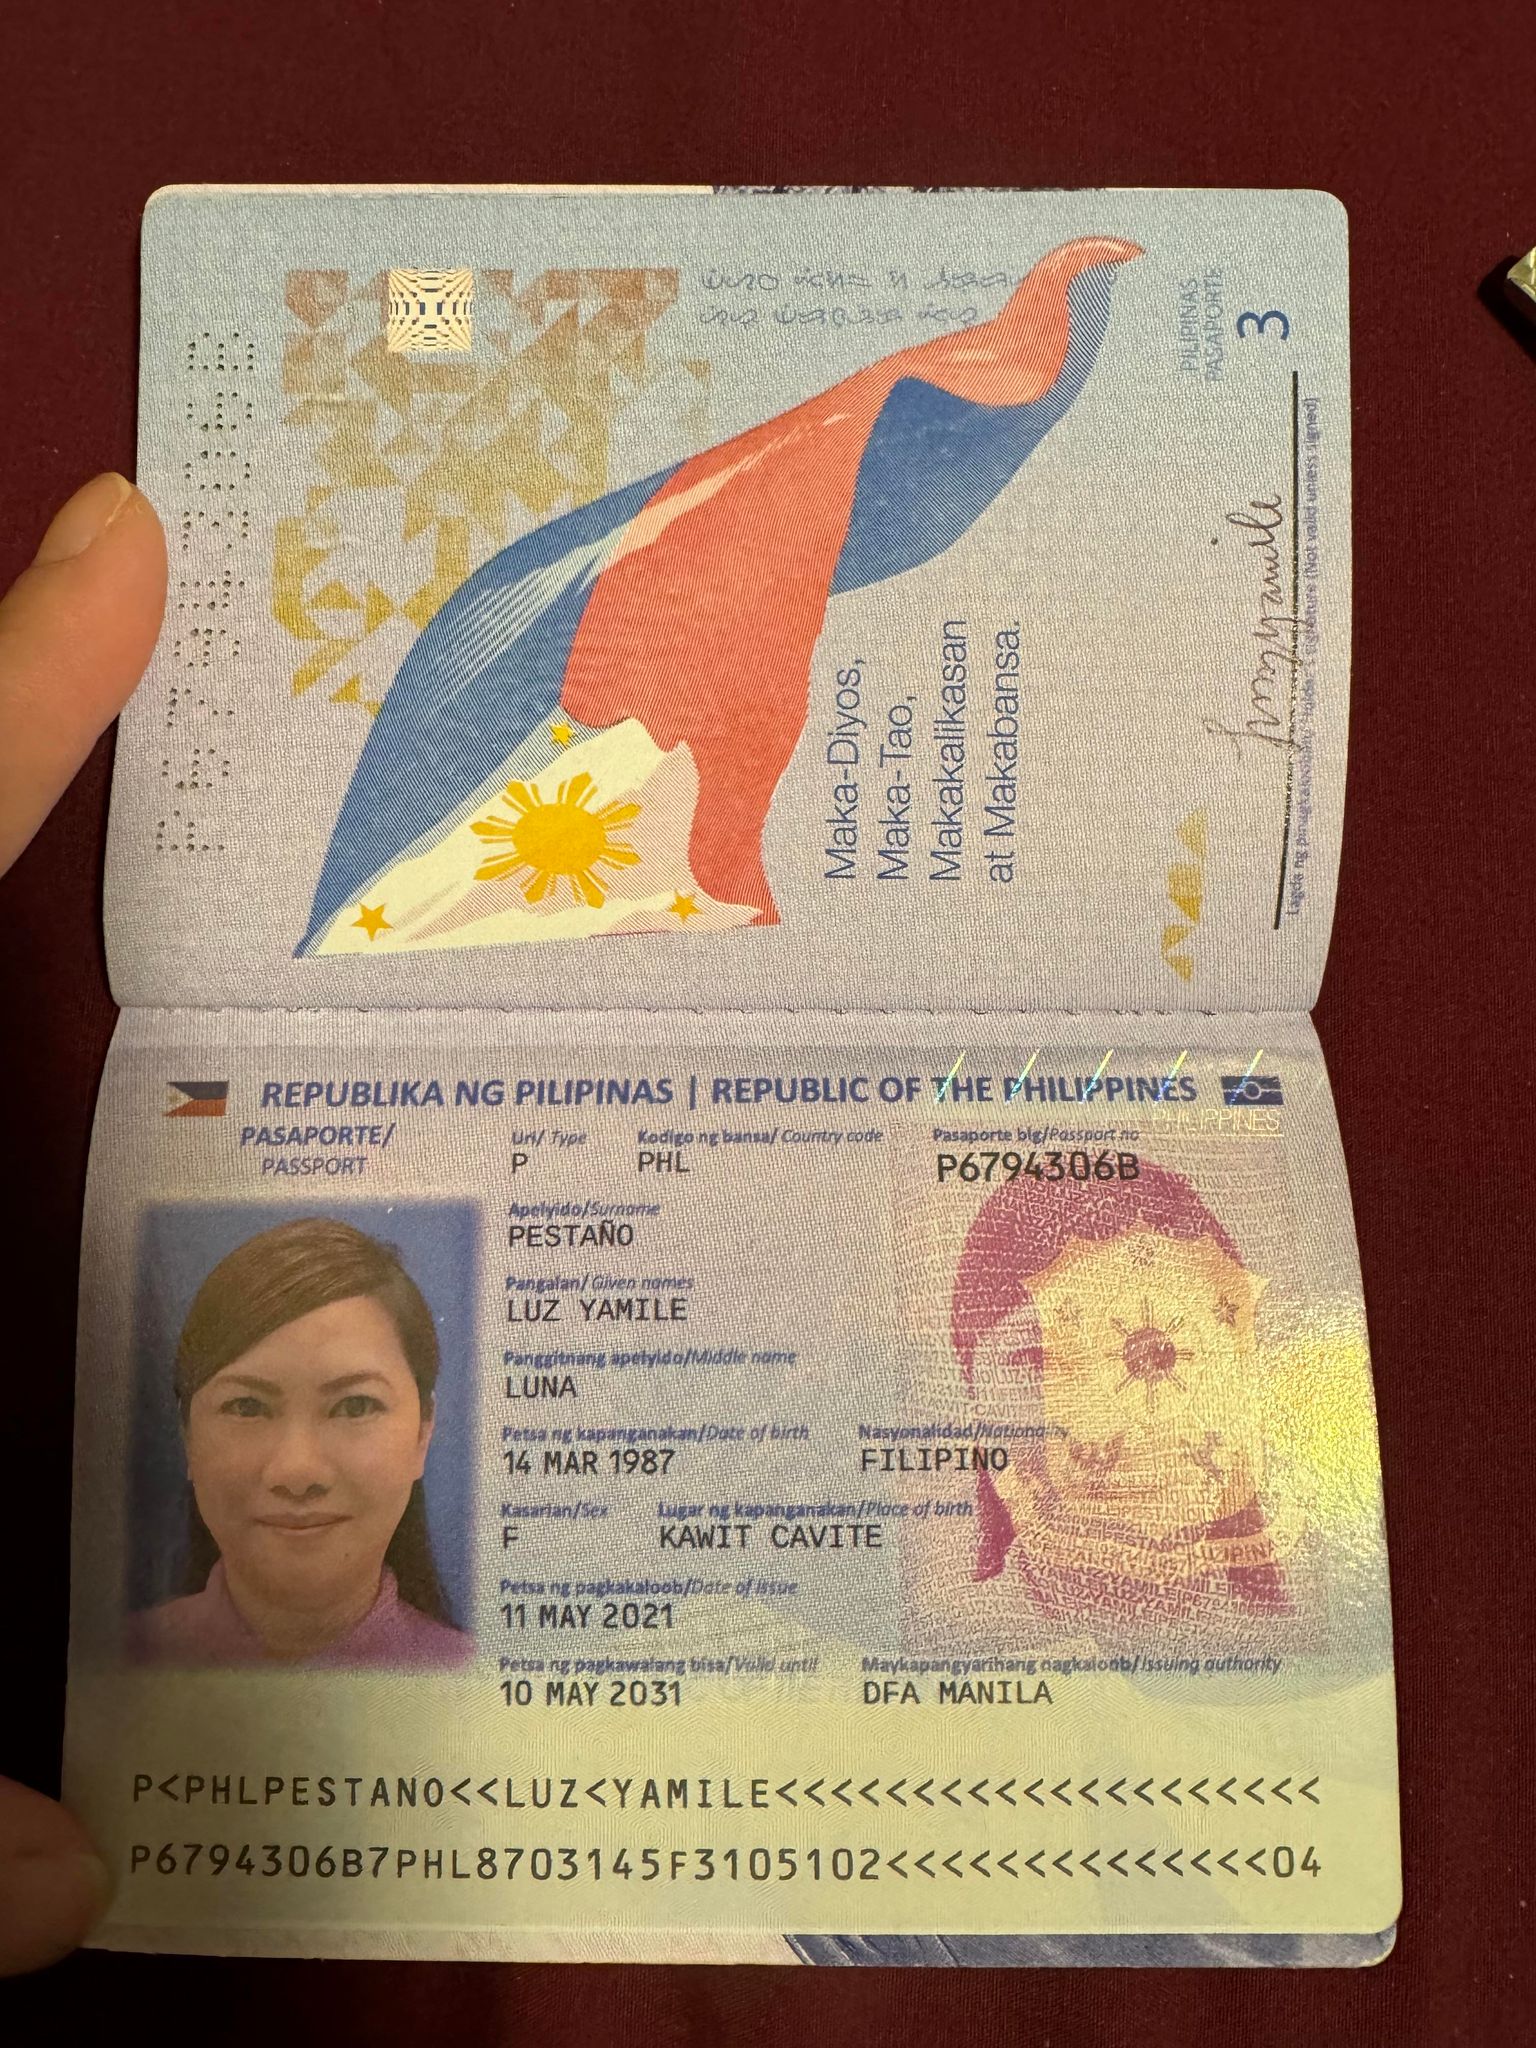 PILIPINAS
PASAPORTE
3
Maka-Diyos,
Maka-Tao,
Makakalikasan
at Makabansa.
Luzyamile
Lagda ng pinagkakalooban/Holder's signature (Not valid unless signed)
REPUBLIKA NG PILIPINAS | REPUBLIC OF THE PHILIPPINES
PHILIPPINES
PASAPORTE/
PASSPORT
Uri/ Type
Kodigo ng bansa/ Country code
Pasaporte blg/Passport no
P
PHL
P6794306B
Apelyido/Surname
PESTAÑO
Pangalan/ Given names
LUZ YAMILE
Panggitnang apelyido/Middle name
LUNA
Petsa ng kapanganakan/Date of birth
Nasyonalidad/Nationality
14 MAR 1987
FILIPINO
Kasarian/Sex
Lugar ng kapanganakan/Place of birth
F
KAWIT CAVITE
Petsa ng pagkakaloob/Date of issue
11 MAY 2021
Petsa ng pagkawalang bisa/Valid until
Maykapangyarihang nagkaloob/Issuing authority
10 MAY 2031
DFA MANILA
P<PHLPESTANO<<LUZ<YAMILE<<<<<<<<<<<<<<<<<<<<
P6794306B7PHL8703145F3105102<<<<<<<<<<<<<<04